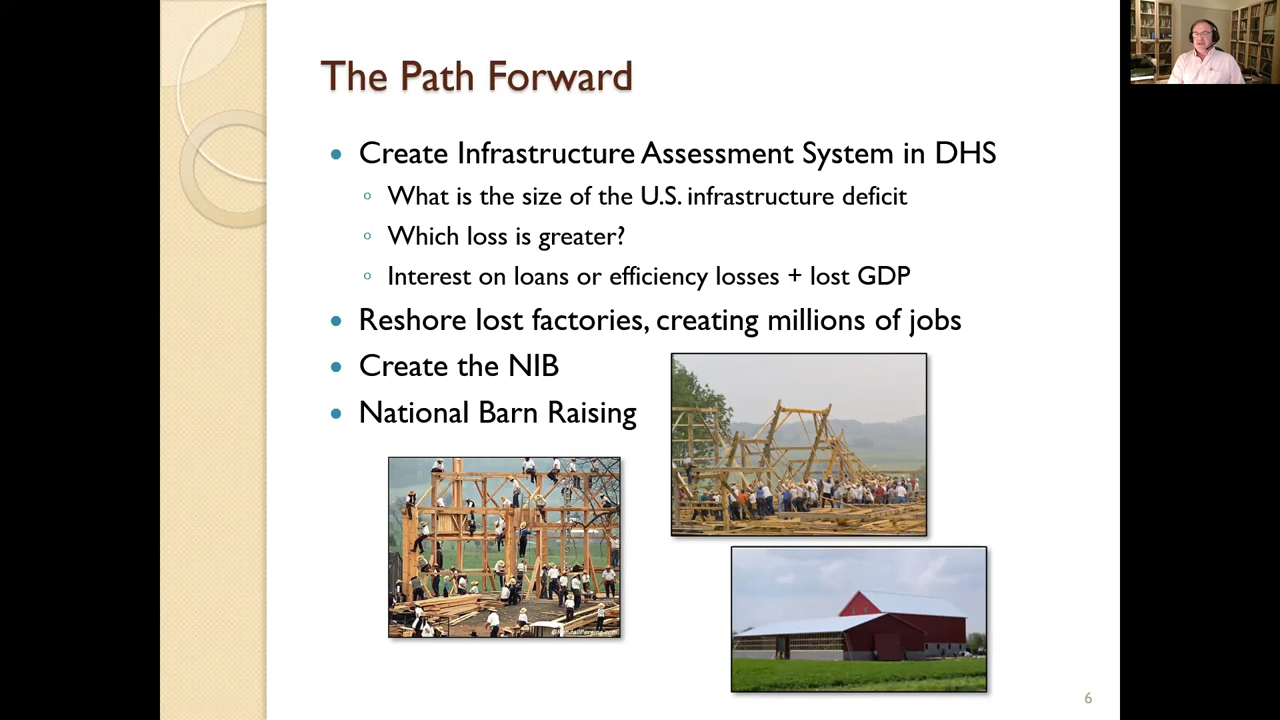 The Path Forward
Create Infrastructure Assessment System in DHS
What is the size of the U.S. infrastructure deficit
Which loss is greater?
Interest on loans or efficiency losses + lost GDP
Reshore lost factories, creating millions of jobs
Create the NIB
National Barn Raising
6